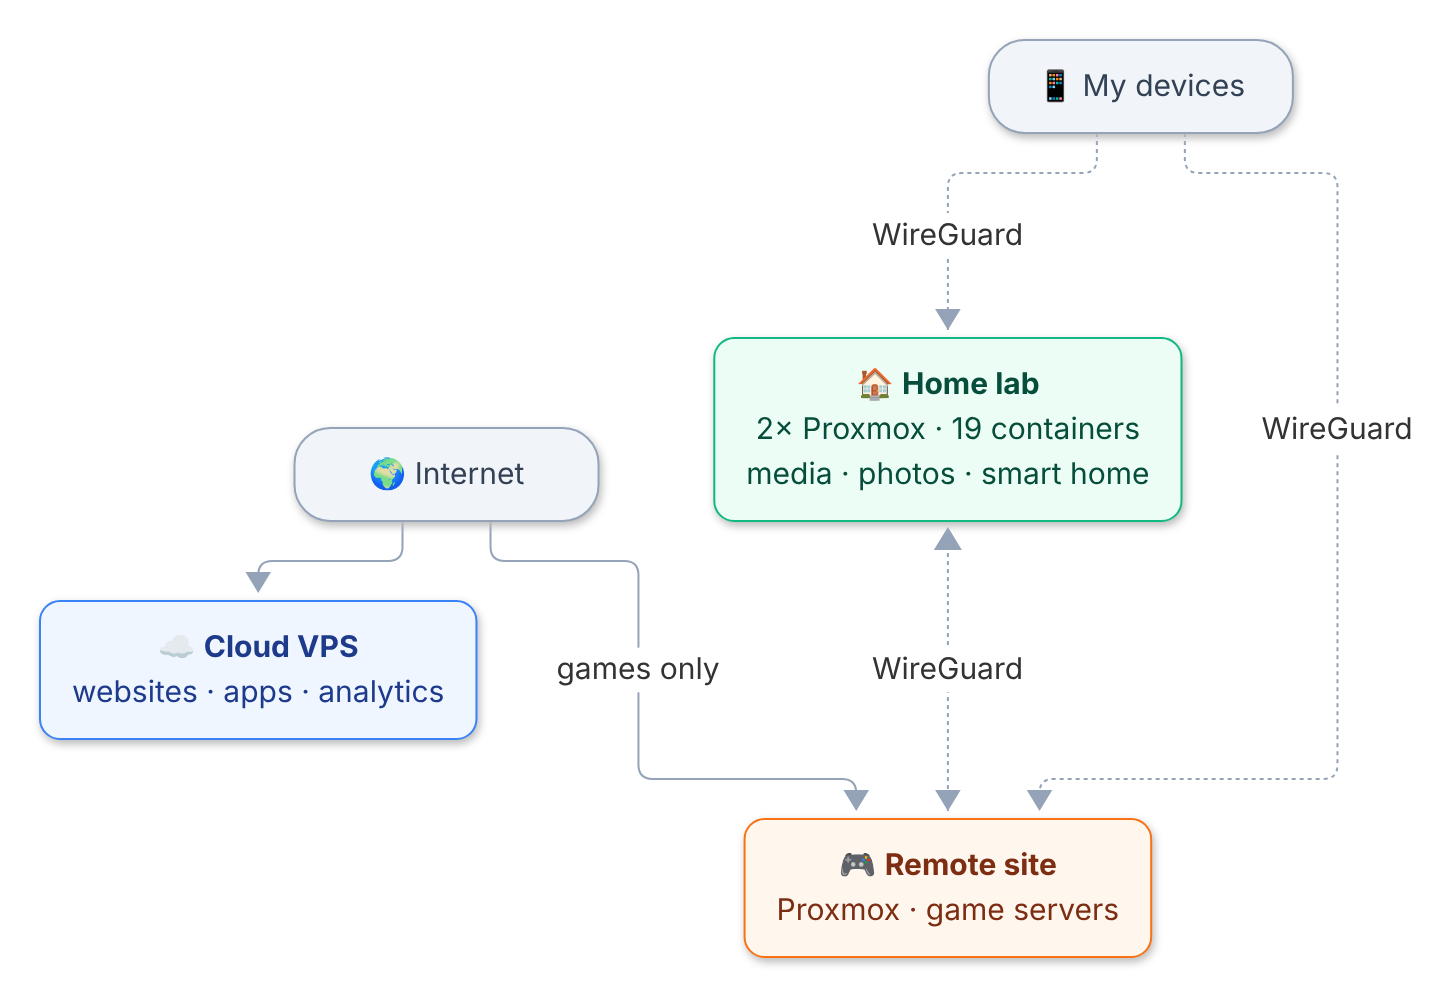 📱 My devices
WireGuard
🏠 Home lab
2× Proxmox · 19 containers
media · photos · smart home
WireGuard
🌍 Internet
☁️ Cloud VPS
websites · apps · analytics
games only
WireGuard
🎮 Remote site
Proxmox · game servers